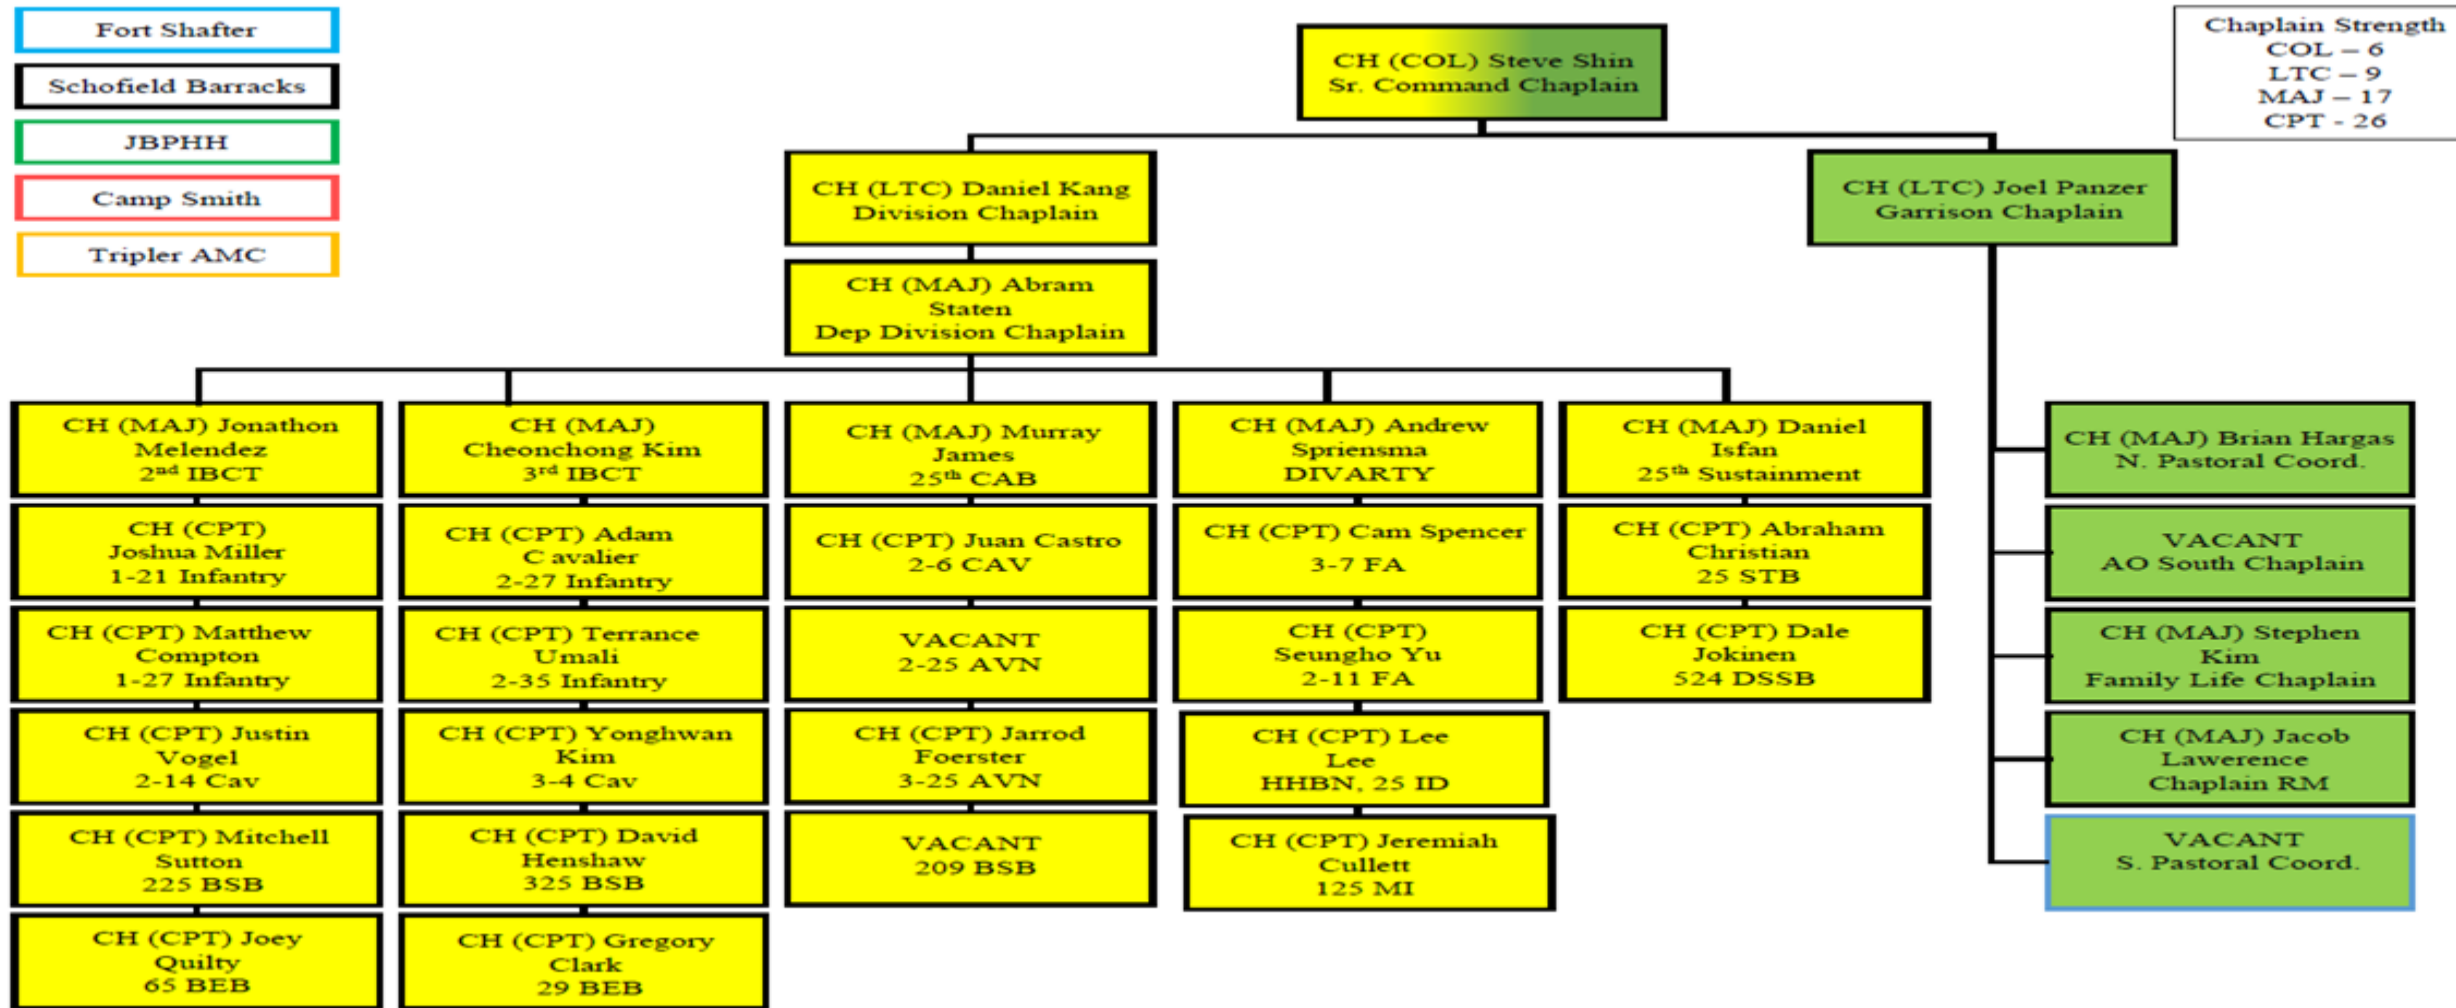 Fort Shafter
Schofield Barracks
JBPHH
Camp Smith
Tripler AMC
CH (COL) Steve Shin
Sr. Command Chaplain
Chaplain Strength
COL – 6
LTC – 9
MAJ – 17
CPT - 26
CH (LTC) Daniel Kang
Division Chaplain
CH (LTC) Joel Panzer
Garrison Chaplain
CH (MAJ) Abram
Staten
Dep Division Chaplain
CH (MAJ) Jonathon
Melendez
2nd IBCT
CH (CPT)
Joshua Miller
1-21 Infantry
CH (CPT) Matthew
Compton
1-27 Infantry
CH (CPT) Justin
Vogel
2-14 Cav
CH (CPT) Mitchell
Sutton
225 BSB
CH (CPT) Joey
Quilty
65 BEB
CH (MAJ)
Cheonchong Kim
3rd IBCT
CH (CPT) Adam
C avalier
2-27 Infantry
CH (CPT) Terrance
Umali
2-35 Infantry
CH (CPT) Yonghwan
Kim
3-4 Cav
CH (CPT) David
Henshaw
325 BSB
CH (CPT) Gregory
Clark
29 BEB
CH (MAJ) Murray
James
25th CAB
CH (CPT) Juan Castro
2-6 CAV
VACANT
2-25 AVN
CH (CPT) Jarrod
Foerster
3-25 AVN
VACANT
209 BSB
CH (MAJ) Andrew
Spriensma
DIVARTY
CH (CPT) Cam Spencer
3-7 FA
CH (CPT)
Seungho Yu
2-11 FA
CH (CPT) Lee
Lee
HHBN, 25 ID
CH (CPT) Jeremiah
Cullett
125 MI
CH (MAJ) Daniel
Isfan
25th Sustainment
CH (CPT) Abraham
Christian
25 STB
CH (CPT) Dale
Jokinen
524 DSSB
CH (MAJ) Brian Hargas
N. Pastoral Coord.
VACANT
AO South Chaplain
CH (MAJ) Stephen
Kim
Family Life Chaplain
CH (MAJ) Jacob
Lawerence
Chaplain RM
VACANT
S. Pastoral Coord.